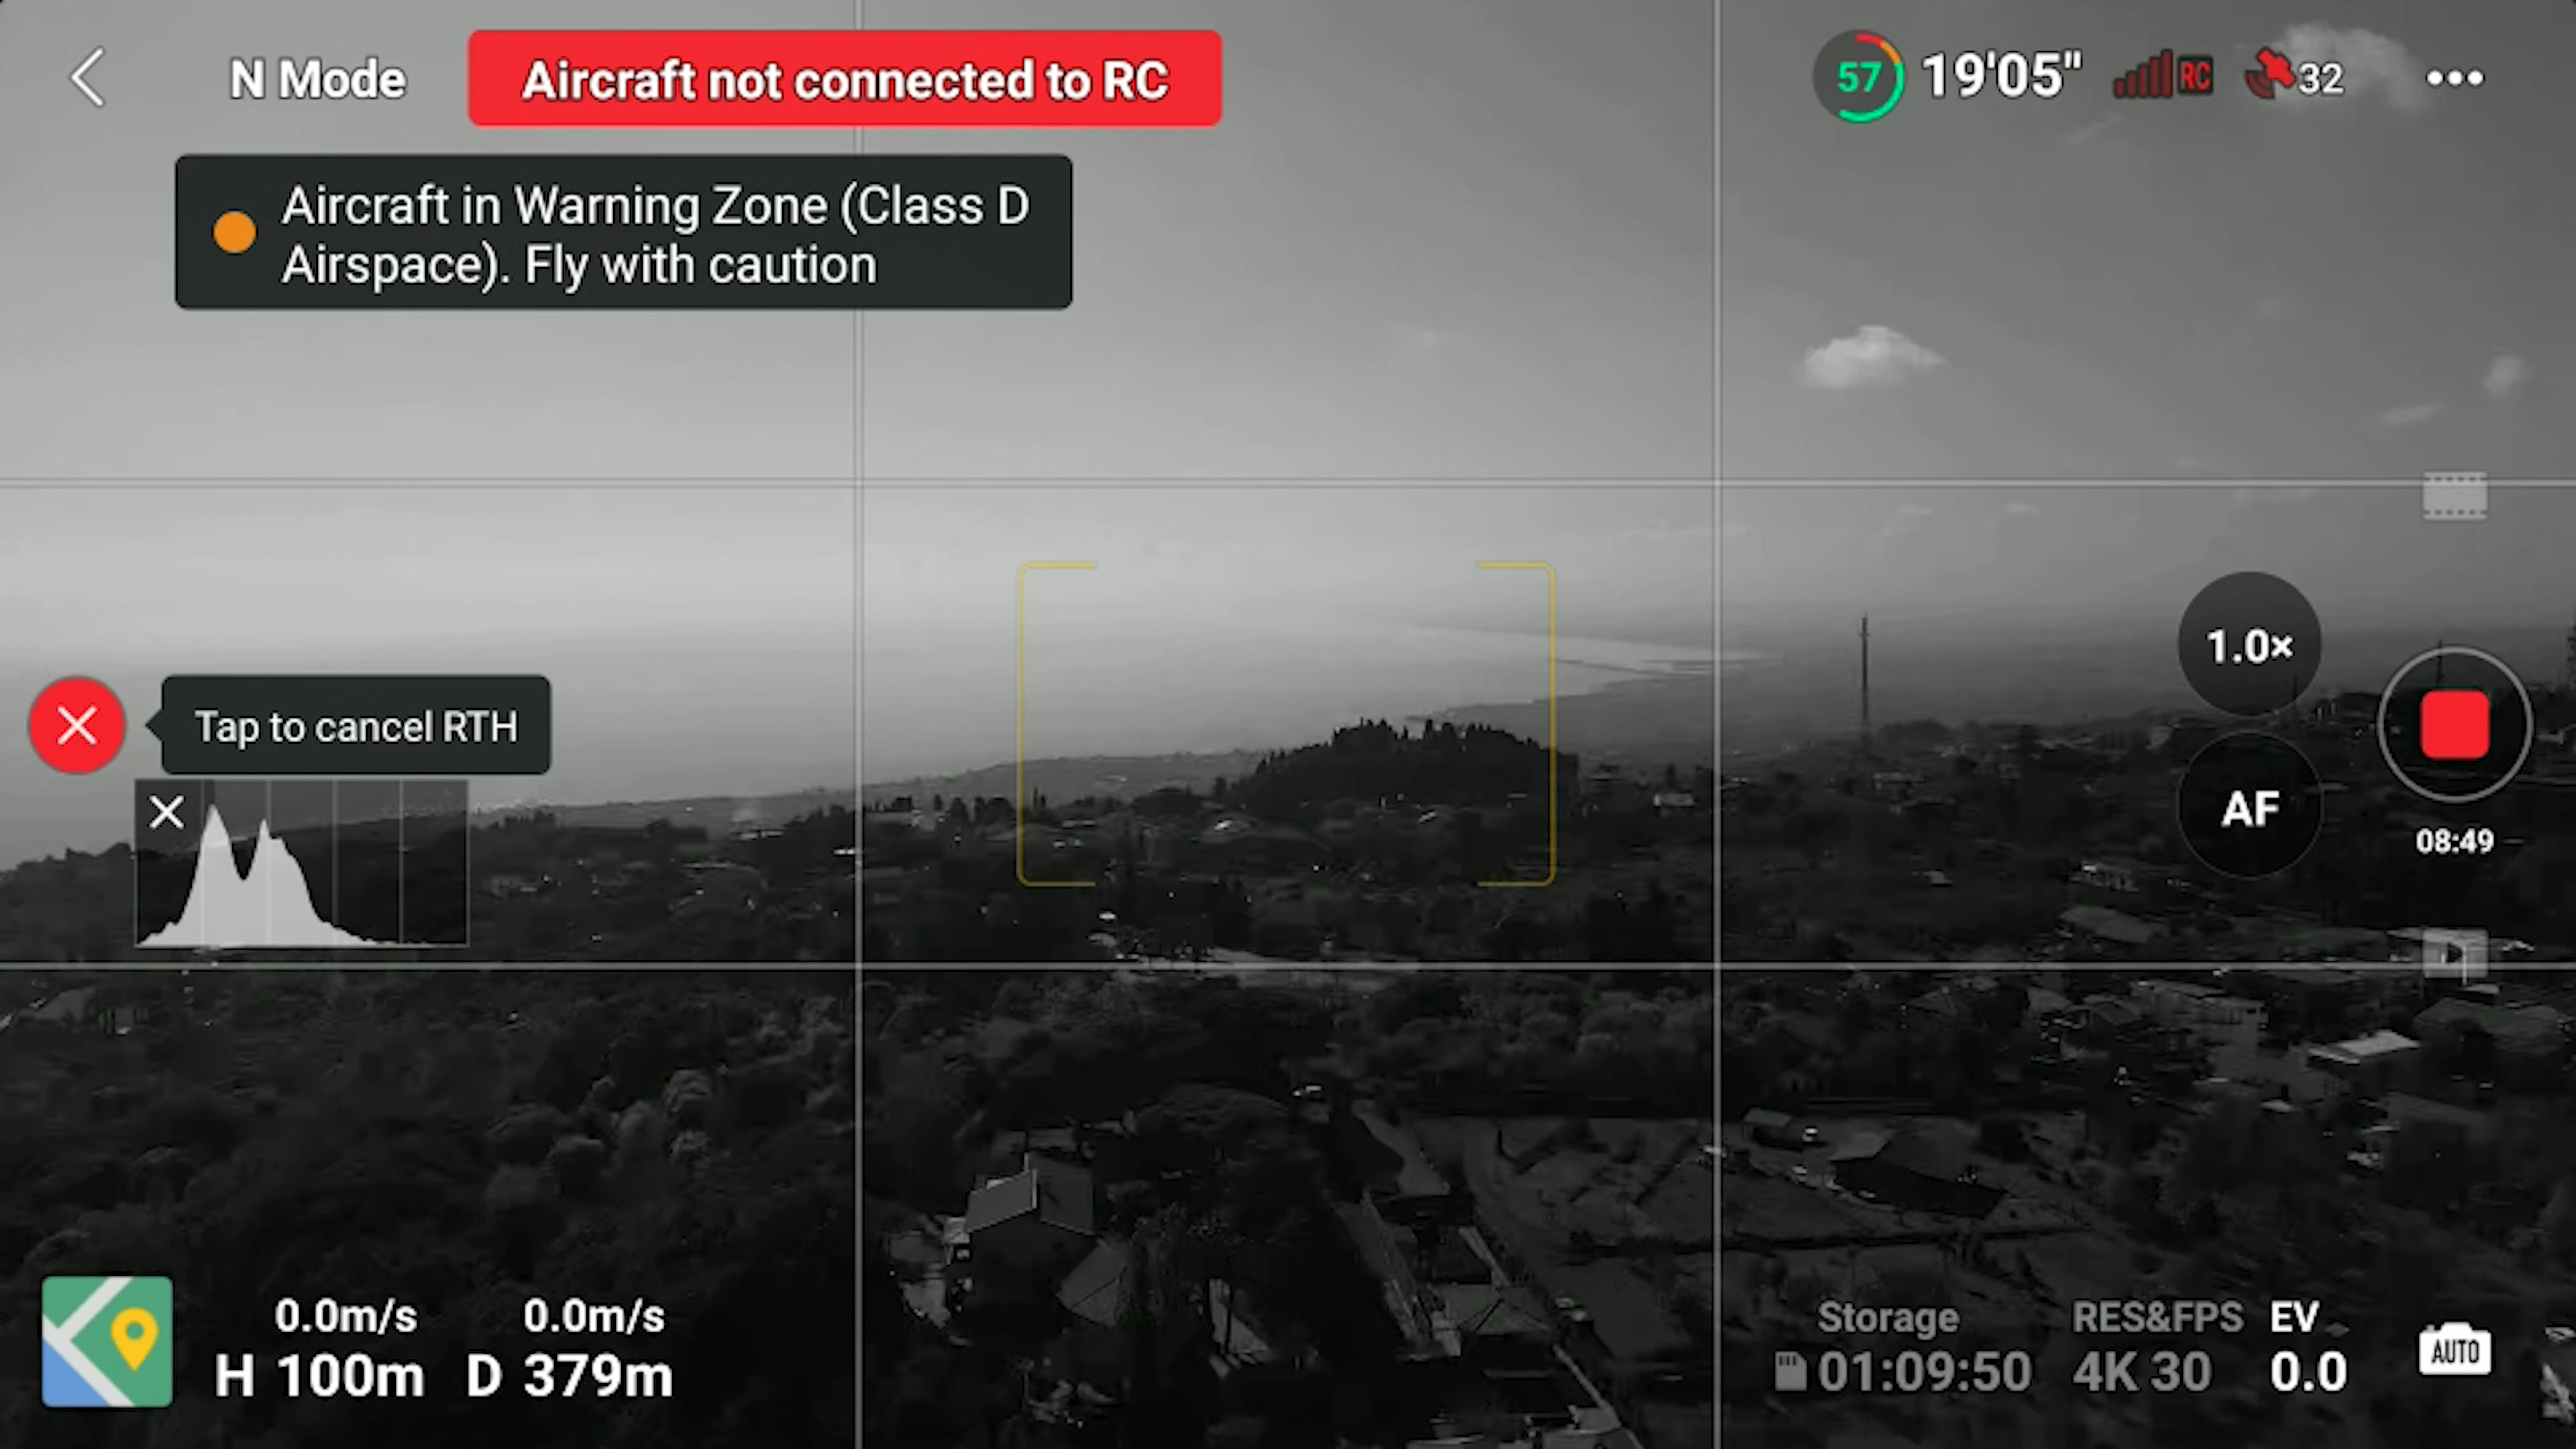 N Mode
Aircraft not connected to RC
57
19'05"
RC
32
Aircraft in Warning Zone (Class D
Airspace). Fly with caution
1.0×
Tap to cancel RTH
AF
08:49
0.0m/s
0.0m/s
H 100m
D 379m
Storage
01:09:50
RES&FPS
4K 30
EV
0.0
AUTO